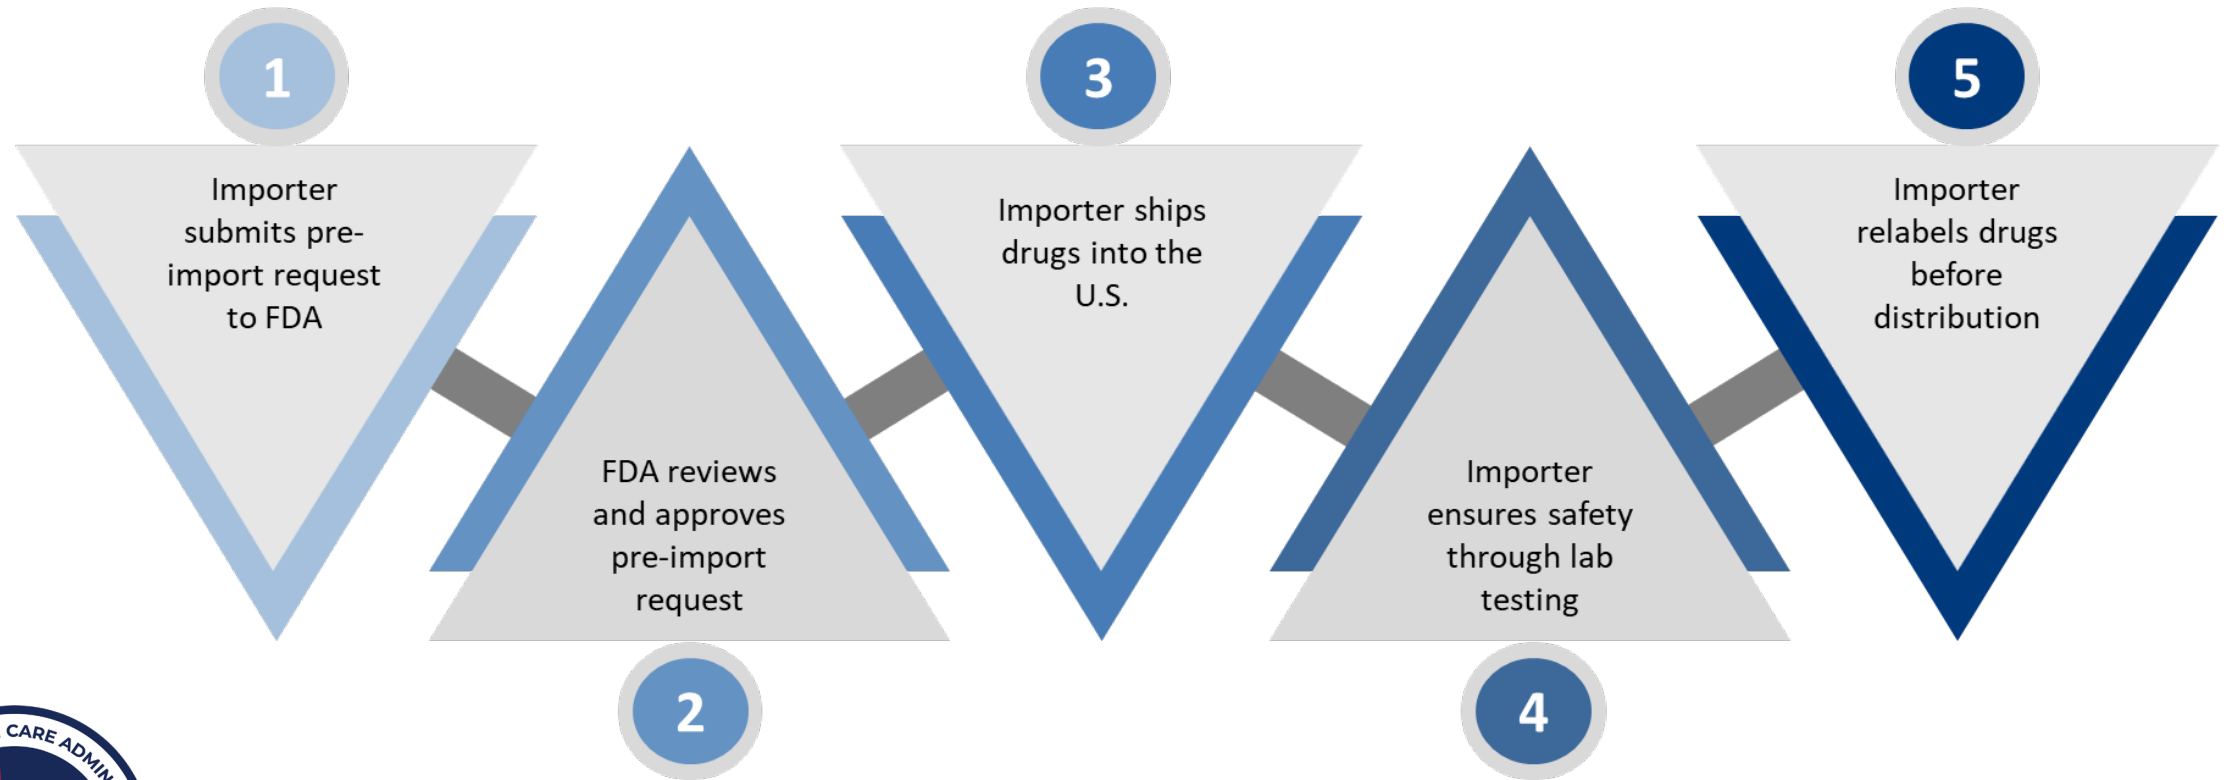 1
Importer
submits pre-
import request
to FDA
2
FDA reviews
and approves
pre-import
request
3
Importer ships
drugs into the
U.S.
4
Importer
ensures safety
through lab
testing
5
Importer
relabels drugs
before
distribution
CARE ADMIN